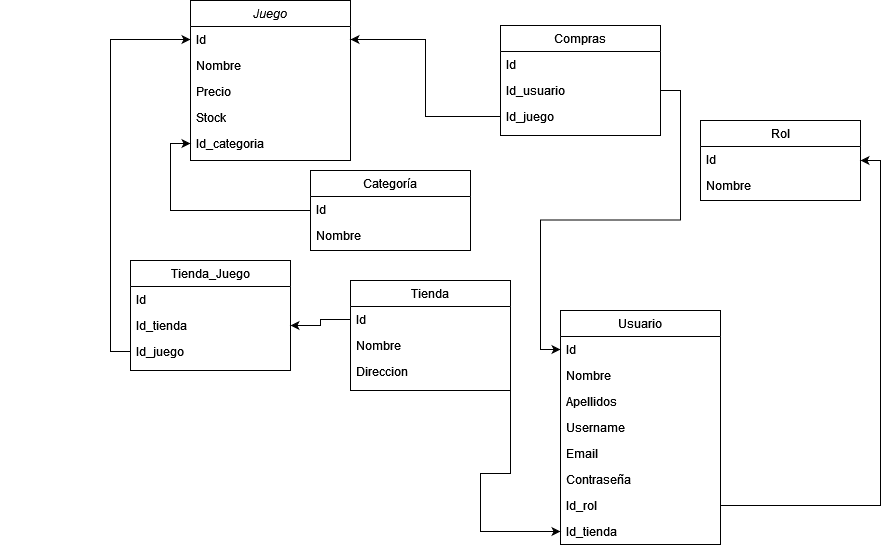 Juego
Id
Nombre
Precio
Stock
Id_categoria
Compras
Id
Id_usuario
Id_juego
Rol
Id
Nombre
Categoría
Id
Nombre
Tienda_Juego
Id
Id_tienda
Id_juego
Tienda
Id
Nombre
Direccion
Usuario
Id
Nombre
Apellidos
Username
Email
Contraseña
Id_rol
Id_tienda